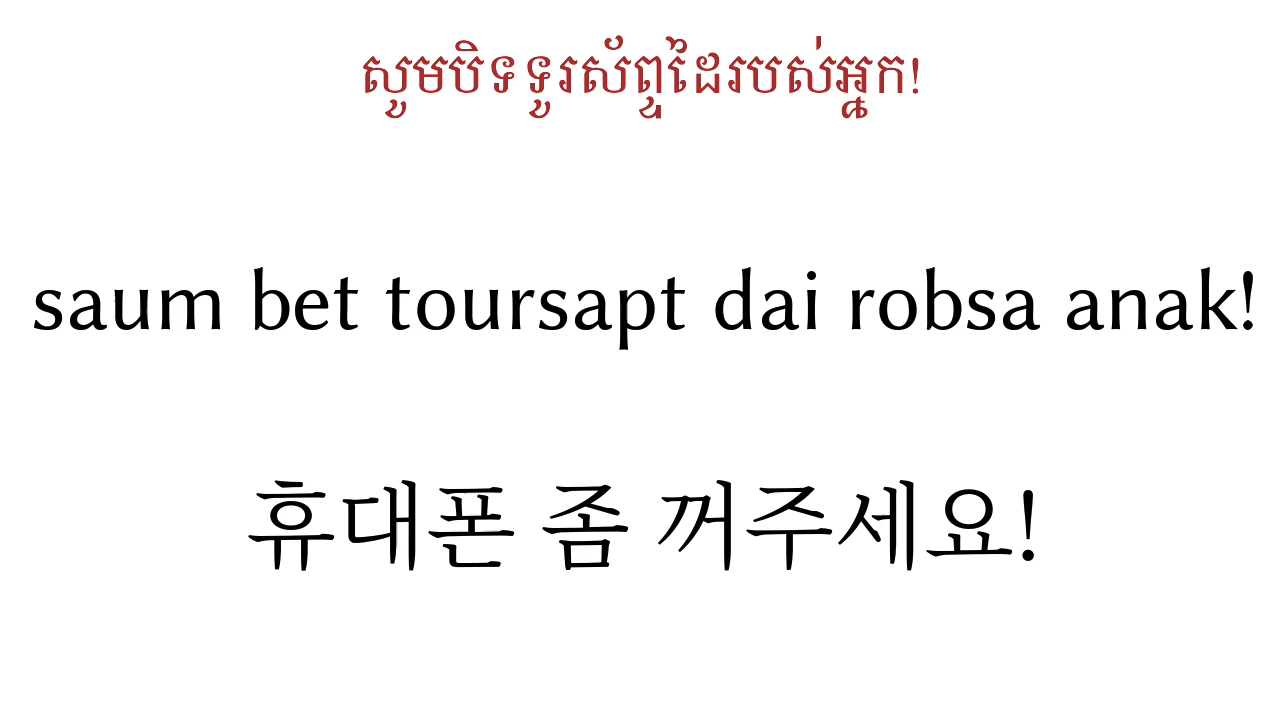 សូមបិទទូរស័ព្ទដៃរបស់អ្នក!
saum bet toursapt dai robsa anak!
휴대폰 좀 꺼주세요!